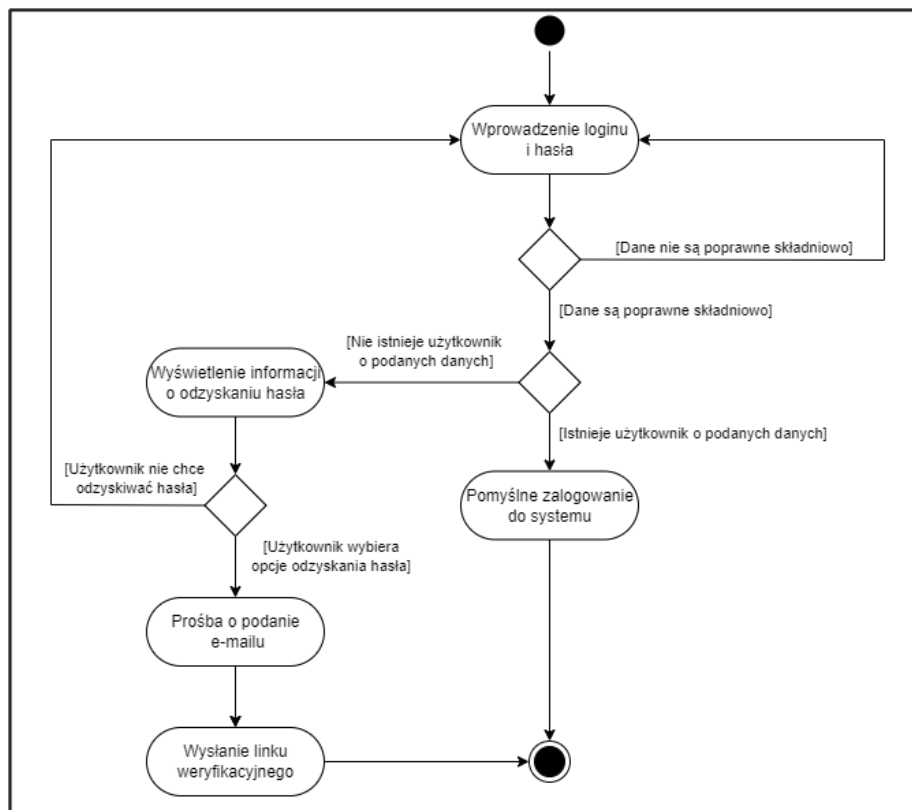 Wprowadzenie loginu
i hasła
[Dane nie są poprawne składniowo]
[Dane są poprawne składniowo]
[Nie istnieje użytkownik
o podanych danych]
Wyświetlenie informacji
o odzyskaniu hasła
[Istnieje użytkownik o podanych danych]
[Użytkownik nie chce
odzyskiwać hasła]
Pomyślne zalogowanie
do systemu
[Użytkownik wybiera
opcje odzyskania hasła]
Prośba o podanie
e-mailu
Wysłanie linku
weryfikacyjnego